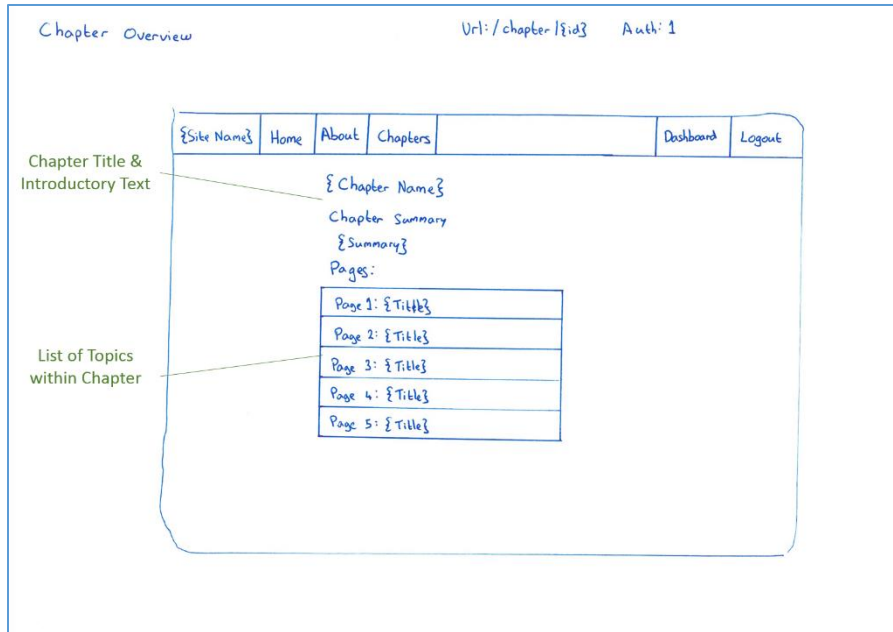 Chapter Overview
Url:/chapter/{id} Auth: 1
{Site Name} Home About Chapters Dashboard Logout
Chapter Title &
Introductory Text
{Chapter Name}
Chapter Summary
{Summary}
Pages:
Page 1: {Title}
Page 2: {Title}
Page 3: {Title}
Page 4: {Title}
Page 5: {Title}
List of Topics
within Chapter